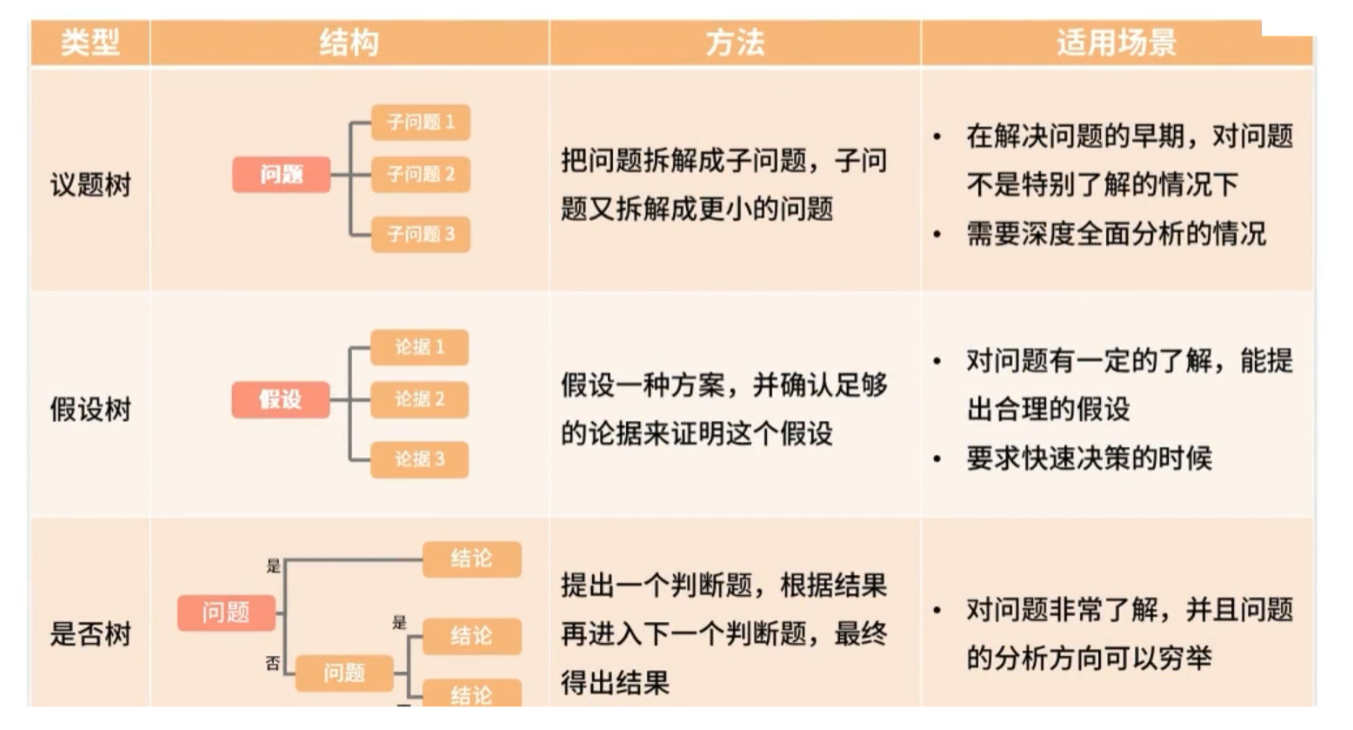 类型
结构
方法
适用场景
议题树
问题
子问题 1
子问题 2
子问题 3
把问题拆解成子问题，子问
题又拆解成更小的问题
• 在解决问题的早期，对问题
不是特别了解的情况下
• 需要深度全面分析的情况
假设树
假设
论据 1
论据 2
论据 3
假设一种方案，并确认足够
的论据来证明这个假设
• 对问题有一定的了解，能提
出合理的假设
• 要求快速决策的时候
是否树
问题
是
结论
否
问题
是
结论
结论
提出一个判断题，根据结果
再进入下一个判断题，最终
得出结果
• 对问题非常了解，并且问题
的分析方向可以穷举